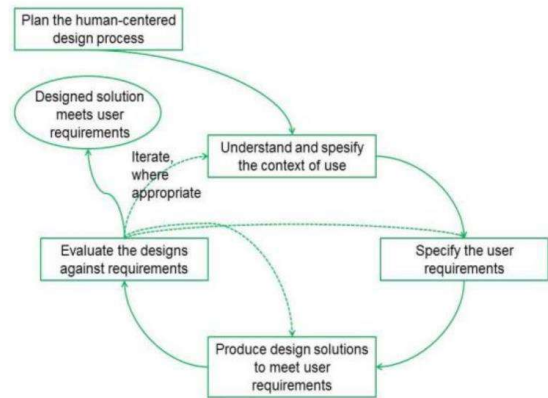 Plan the human-centered
design process
Designed solution
meets user
requirements
Iterate,
where
appropriate
Understand and spesify
the context of use
Evaluate the designs
against requirements
Specify the user
requirements
Produce design solutions
to meet user
requirements